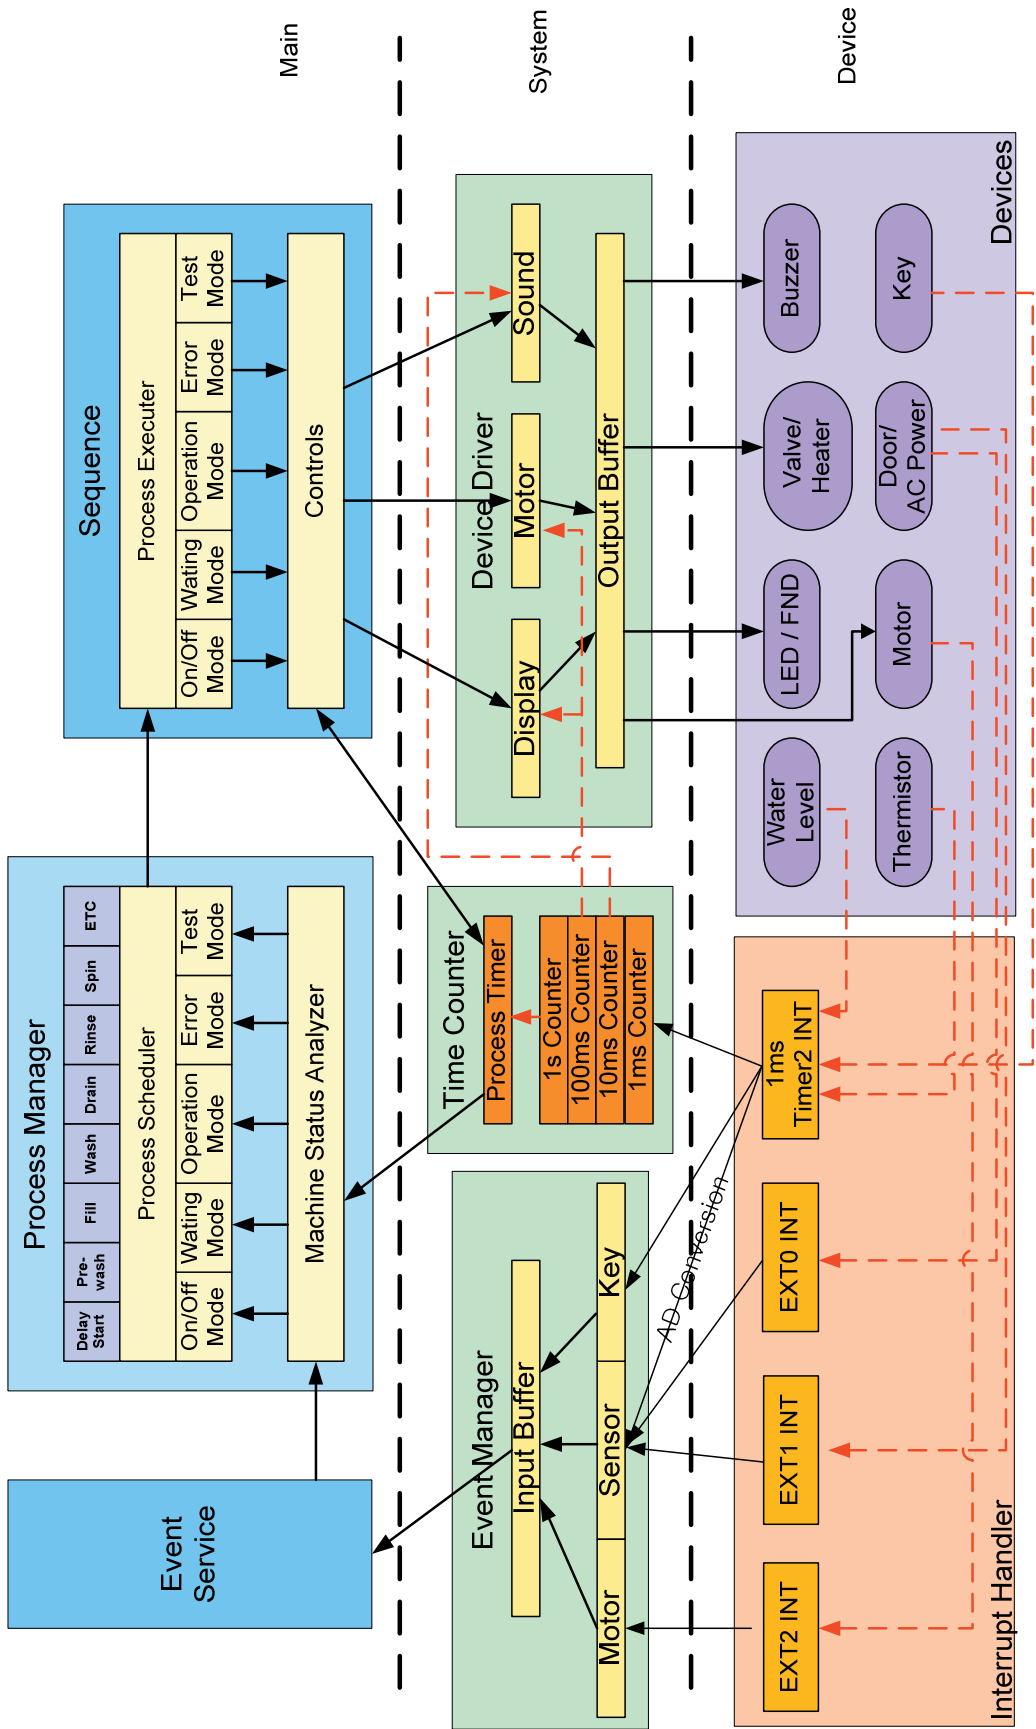 Main
System
Device
Event
Service
Process Manager
Delay
Start
Pre-
wash
Fill
Wash
Drain
Rinse
Spin
ETC
Process Scheduler
On/Off
Mode
Wating
Mode
Operation
Mode
Error
Mode
Test
Mode
Machine Status Analyzer
Sequence
Process Executer
On/Off
Mode
Wating
Mode
Operation
Mode
Error
Mode
Test
Mode
Controls
Event Manager
Input Buffer
Motor
Sensor
Key
Time Counter
Process Timer
1s Counter
100ms Counter
10ms Counter
1ms Counter
Device Driver
Display
Motor
Sound
Output Buffer
AD Conversion
Interrupt Handler
EXT2 INT
EXT1 INT
EXT0 INT
1ms
Timer2 INT
Devices
Water
Level
LED / FND
Valve/
Heater
Buzzer
Thermistor
Motor
Door/
AC Power
Key